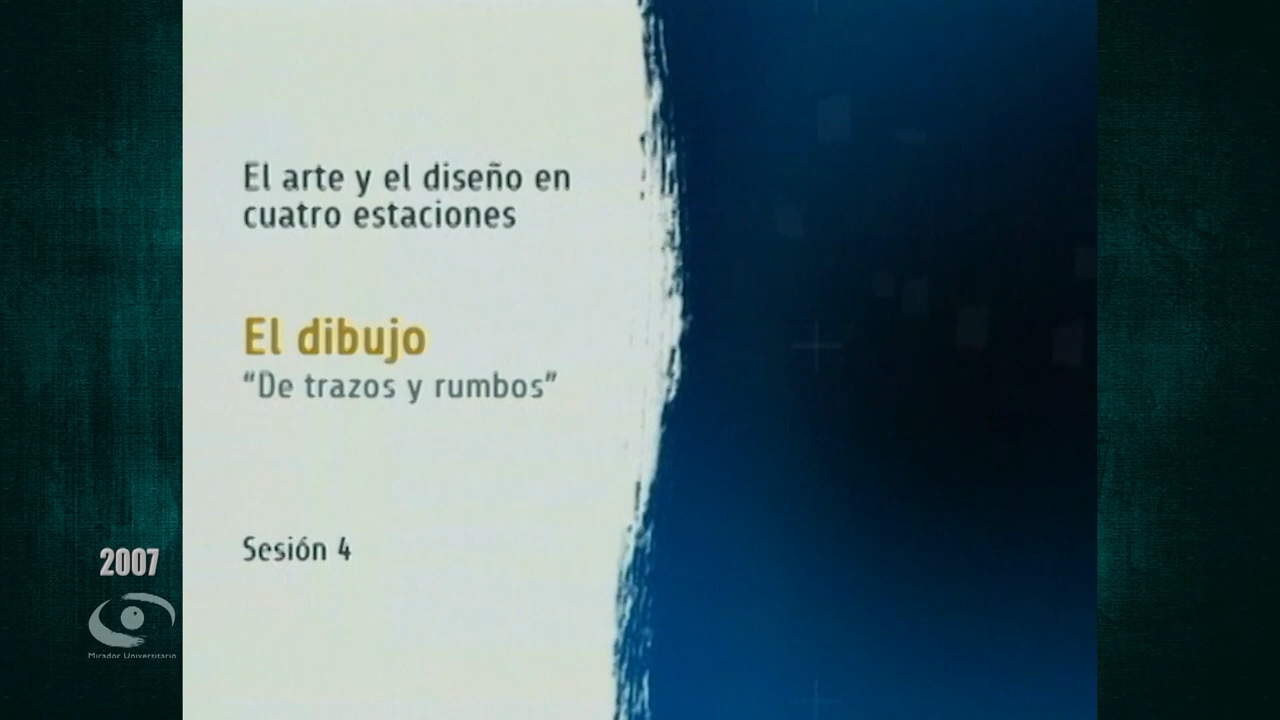 El arte y el diseño en
cuatro estaciones
El dibujo
“De trazos y rumbos”
Sesión 4
2007
Mirador Universitario